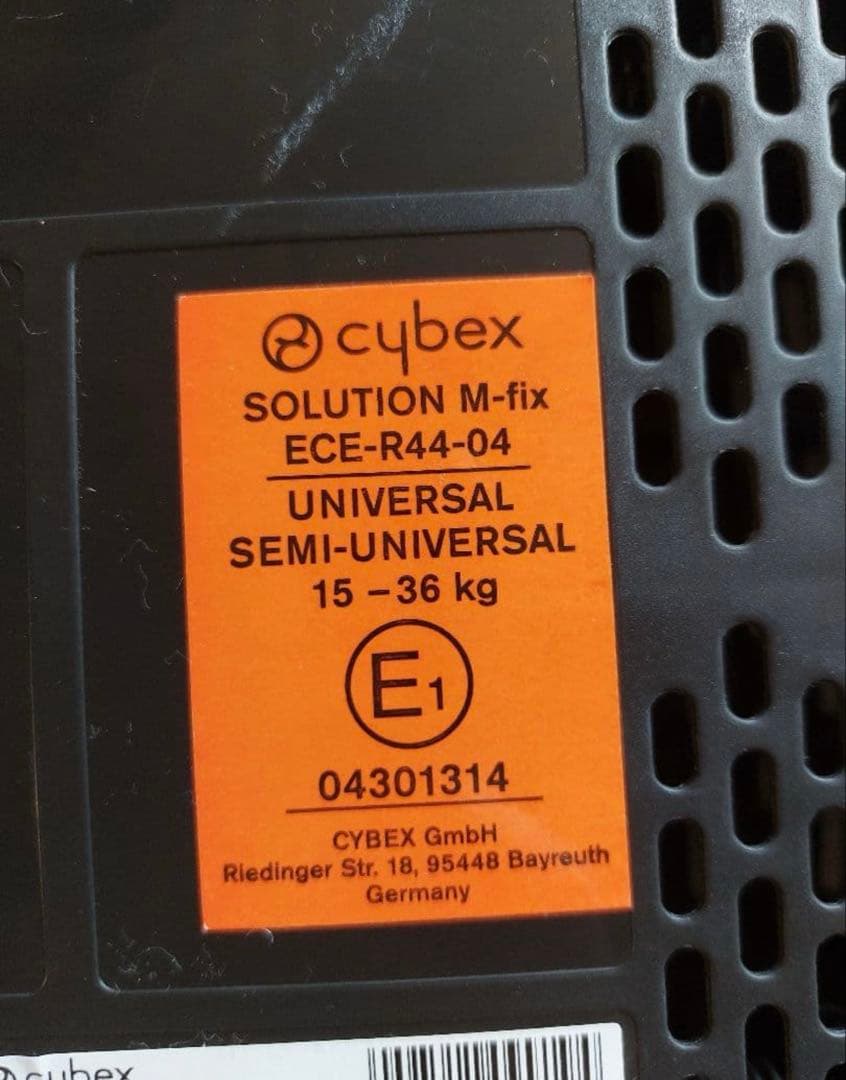 cybex
SOLUTION M-fix
ECE-R44-04
UNIVERSAL
SEMI-UNIVERSAL
15 – 36 kg
E1
04301314
CYBEX GmbH
Riedinger Str. 18, 95448 Bayreuth
Germany
cybex